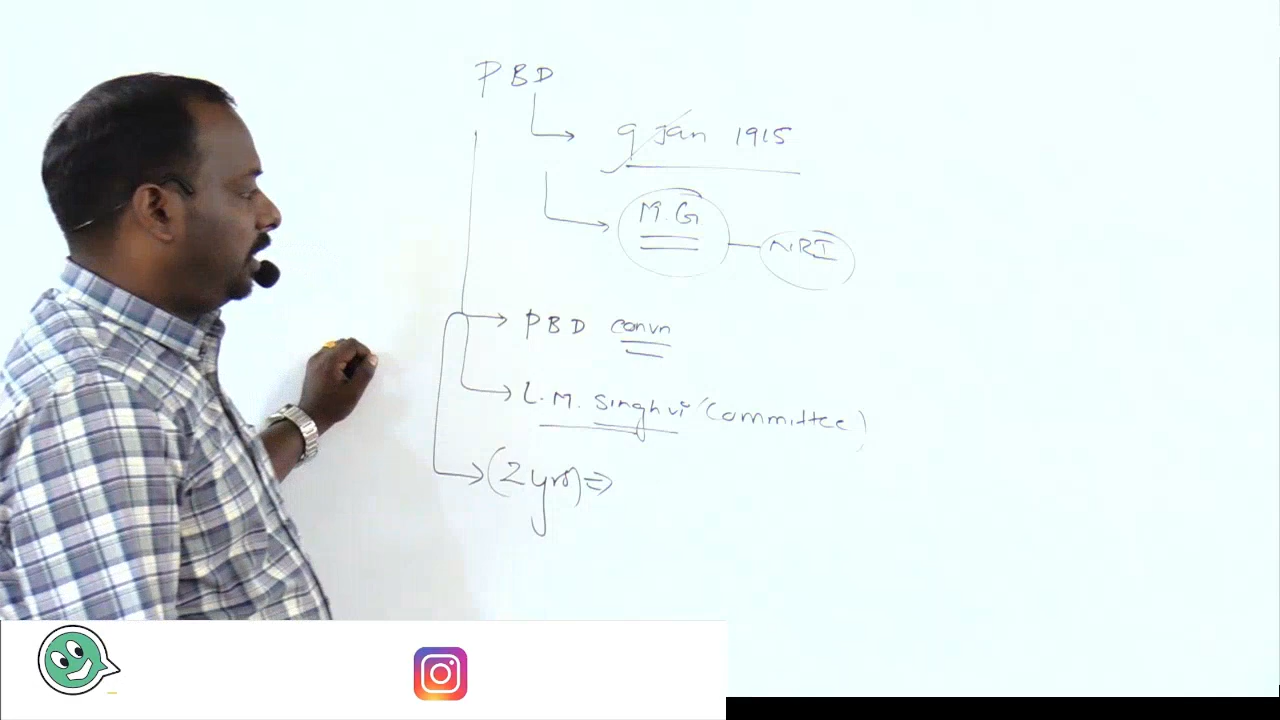 PBD
9 Jan 1915
M.G.
NRI
PBD convn
L.M. Singhvi (Committee)
(2 yrs) ⇒